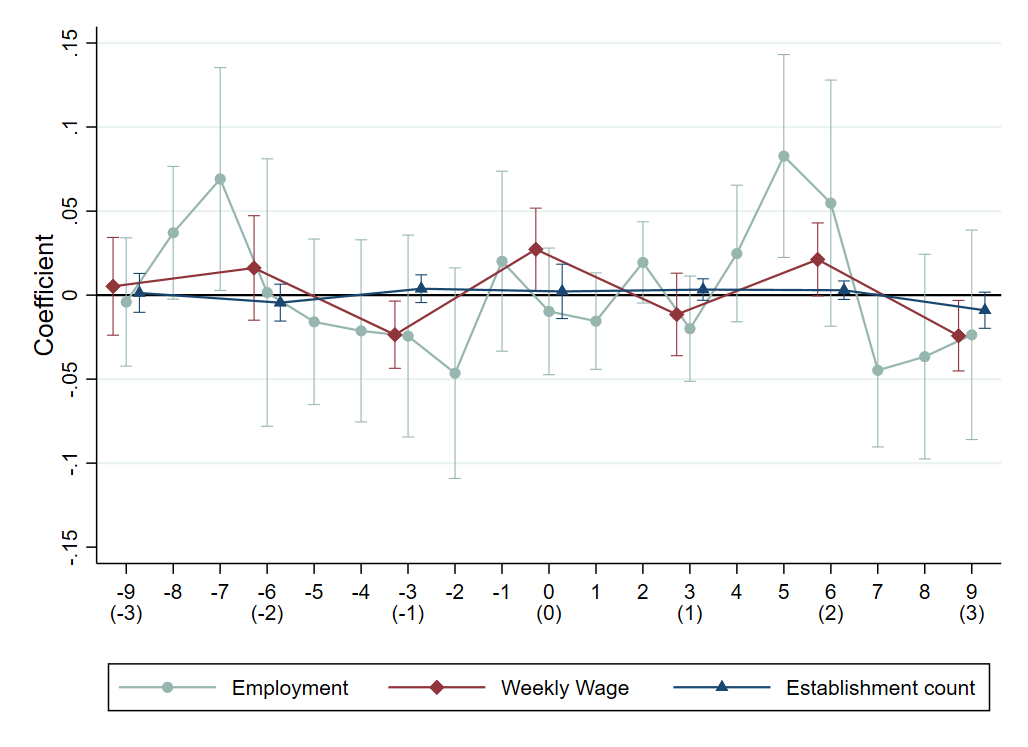 Coefficient
.15
.1
.05
0
-.05
-.1
-.15
-9 -8 -7 -6 -5 -4 -3 -2 -1 0 1 2 3 4 5 6 7 8 9
(-3) (-2) (-1) (0) (1) (2) (3)
Employment Weekly Wage Establishment count